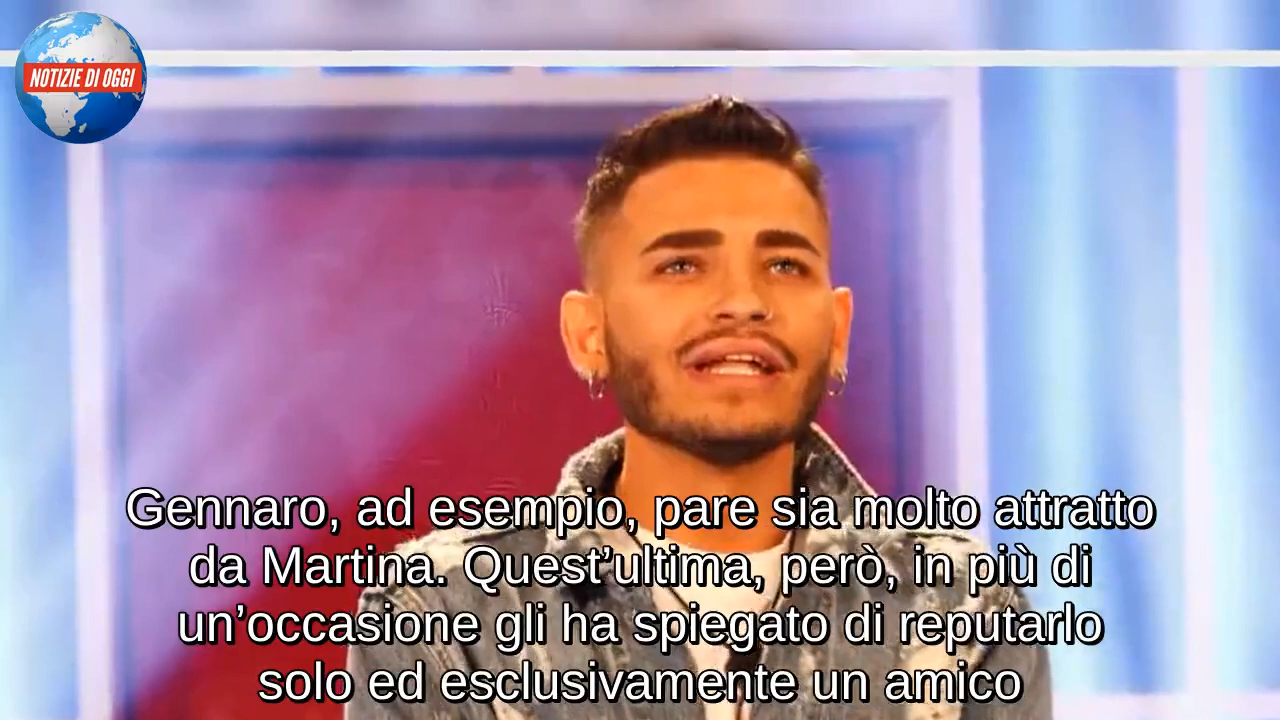 NOTIZIE DI OGGI
Gennaro, ad esempio, pare sia molto attratto
da Martina. Quest’ultima, però, in più di
un’occasione gli ha spiegato di reputarlo
solo ed esclusivamente un amico